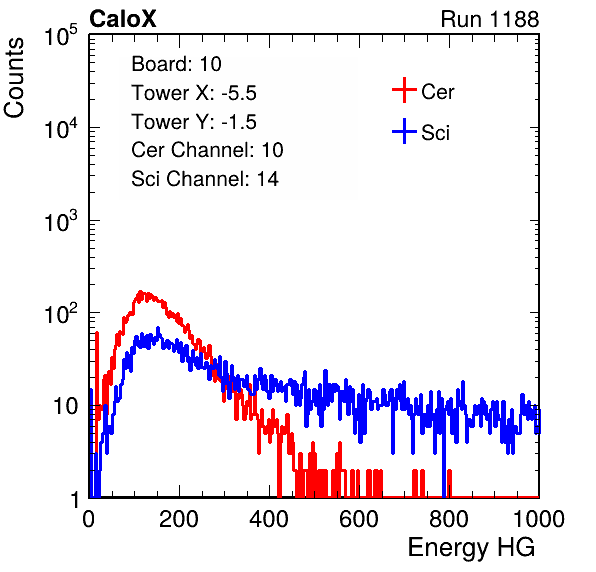 CaloX Run 1188
Counts
10^5
10^4
10^3
10^2
10
1
Board: 10
Tower X: -5.5
Tower Y: -1.5
Cer Channel: 10
Sci Channel: 14
Cer
Sci
0 200 400 600 800 1000
Energy HG